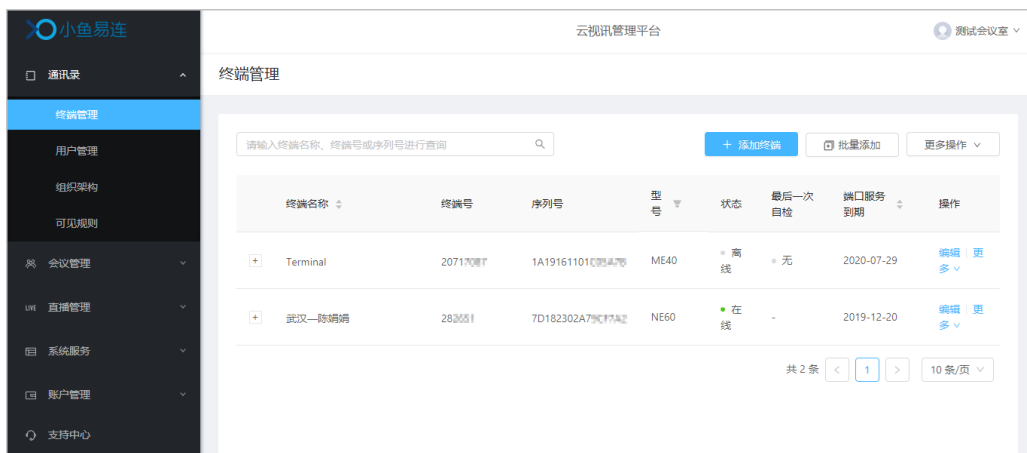 小鱼易连
云视讯管理平台
测试会议室
通讯录
终端管理
终端管理
用户管理
组织架构
可见规则
会议管理
LIVE 直播管理
系统服务
账户管理
支持中心
请输入终端名称、终端号或序列号进行查询
+ 添加终端
批量添加
更多操作
终端名称 终端号 序列号 型号 状态 最后一次自检 端口服务到期 操作
+ Terminal ME40 离线 无 2020-07-29 编辑 更多
+ 武汉—陈娟娟 NE60 在线 - 2019-12-20 编辑 更多
共 2 条 < 1 > 10 条/页